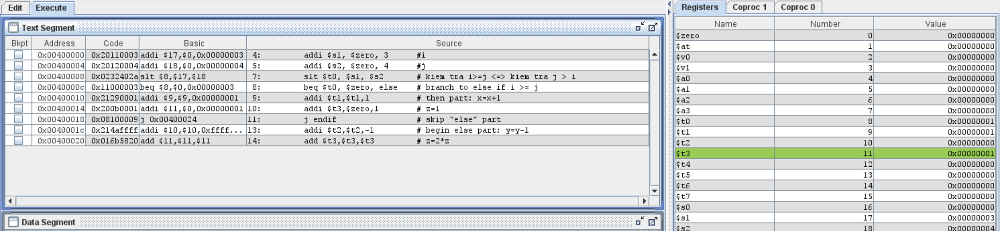 Edit Execute
Text Segment
Bkpt Address Code Basic Source
0x00400000 0x20110003 addi $17,$0,0x00000003 4: addi $s1, $zero, 3 #i
0x00400004 0x20120004 addi $18,$0,0x00000004 5: addi $s2, $zero, 4 #j
0x00400008 0x0232402a slt $8,$17,$18 7: slt $t0, $s1, $s2 # kiem tra i>=j <=> kiem tra j > i
0x0040000c 0x11000003 beq $8,$0,0x00000003 8: beq $t0, $zero, else # branch to else if i >= j
0x00400010 0x21290001 addi $9,$9,0x00000001 9: addi $t1,$t1,1 # then part: x=x+1
0x00400014 0x200b0001 addi $11,$0,0x00000001 10: addi $t3,$zero,1 # z=1
0x00400018 0x08100009 j 0x00400024 11: j endif # skip “else” part
0x0040001c 0x214affff addi $10,$10,0xffff... 13: addi $t2,$t2,-1 # begin else part: y=y-1
0x00400020 0x016b5820 add $11,$11,$11 14: add $t3,$t3,$t3 # z=2*z
Data Segment
Registers Coproc 1 Coproc 0
Name Number Value
$zero 0 0x00000000
$at 1 0x00000000
$v0 2 0x00000000
$v1 3 0x00000000
$a0 4 0x00000000
$a1 5 0x00000000
$a2 6 0x00000000
$a3 7 0x00000000
$t0 8 0x00000001
$t1 9 0x00000001
$t2 10 0x00000000
$t3 11 0x00000001
$t4 12 0x00000000
$t5 13 0x00000000
$t6 14 0x00000000
$t7 15 0x00000000
$s0 16 0x00000000
$s1 17 0x00000003
$s2 18 0x00000004